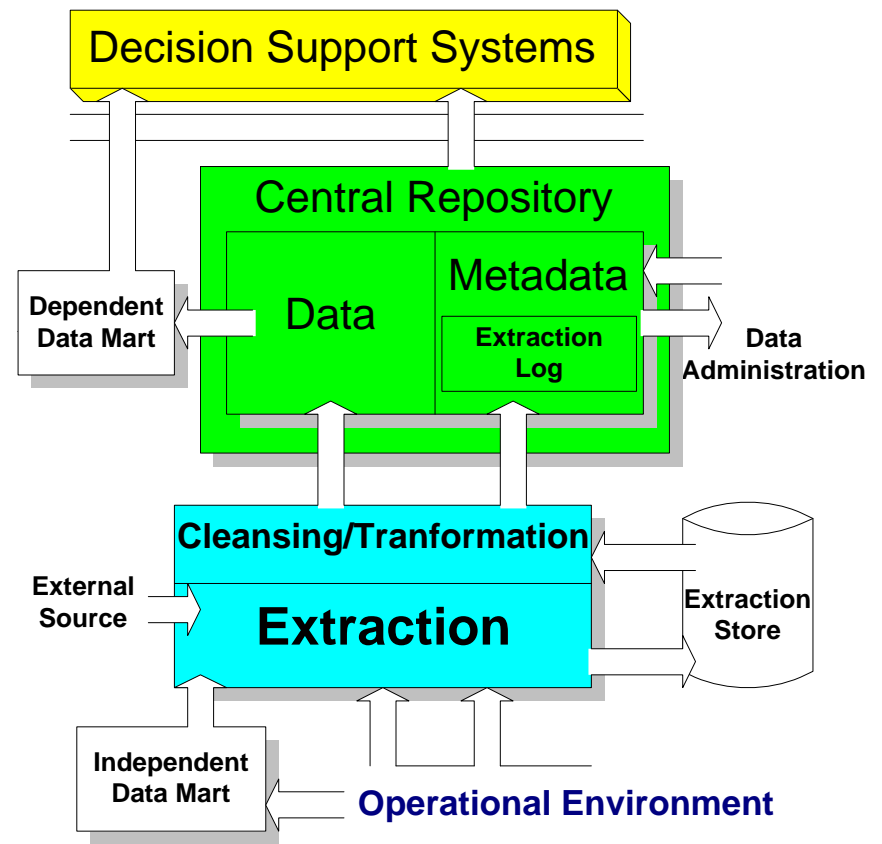 Decision Support Systems
Central Repository
Data
Metadata
Extraction
Log
Dependent
Data Mart
Data
Administration
Cleansing/Tranformation
External
Source
Extraction
Extraction
Store
Independent
Data Mart
Operational Environment